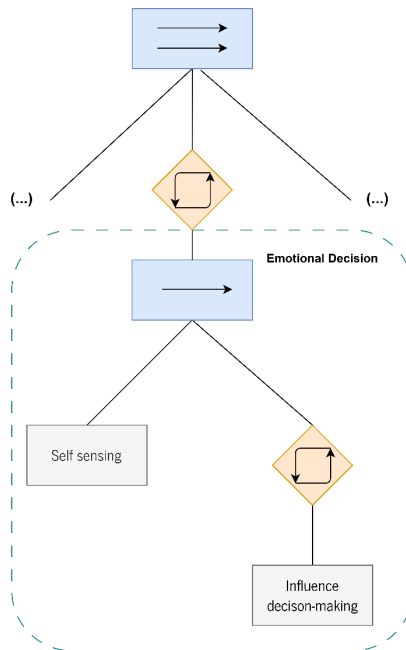 (...)
(...)
Emotional Decision
Self sensing
Influence
decison-making